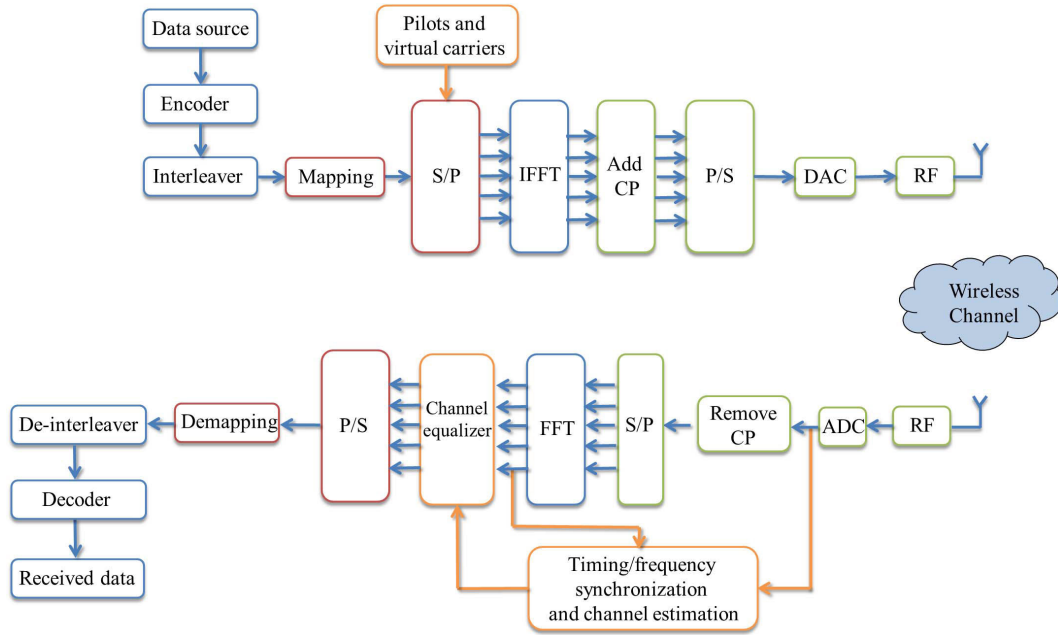 Data source
Pilots and
virtual carriers
Encoder
Interleaver
Mapping
S/P
IFFT
Add
CP
P/S
DAC
RF
Wireless
Channel
De-interleaver
Demapping
P/S
Channel
equalizer
FFT
S/P
Remove
CP
ADC
RF
Decoder
Received data
Timing/frequency
synchronization
and channel estimation